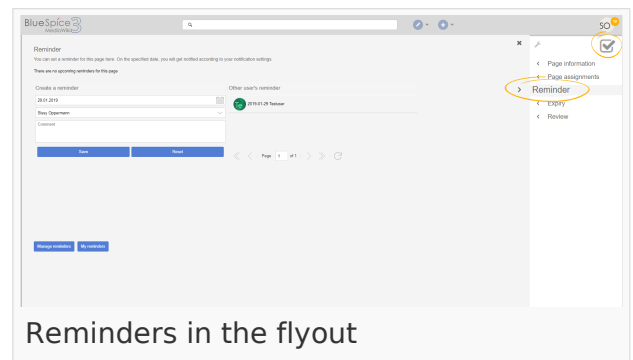 BlueSpice 3
MediaWiki
SO
Reminder
You can set a reminder for this page here. On the specified date, you will get notified according to your notification settings.
There are no upcoming reminders for this page
Create a reminder
Other user's reminder
29.01.2019
2019-01-29 Testuser
Sissy Oppermann
Comment
Save
Reset
Page 1 of 1
Manage reminders
My reminders
Page information
Page assignments
Reminder
Expiry
Review
Reminders in the flyout